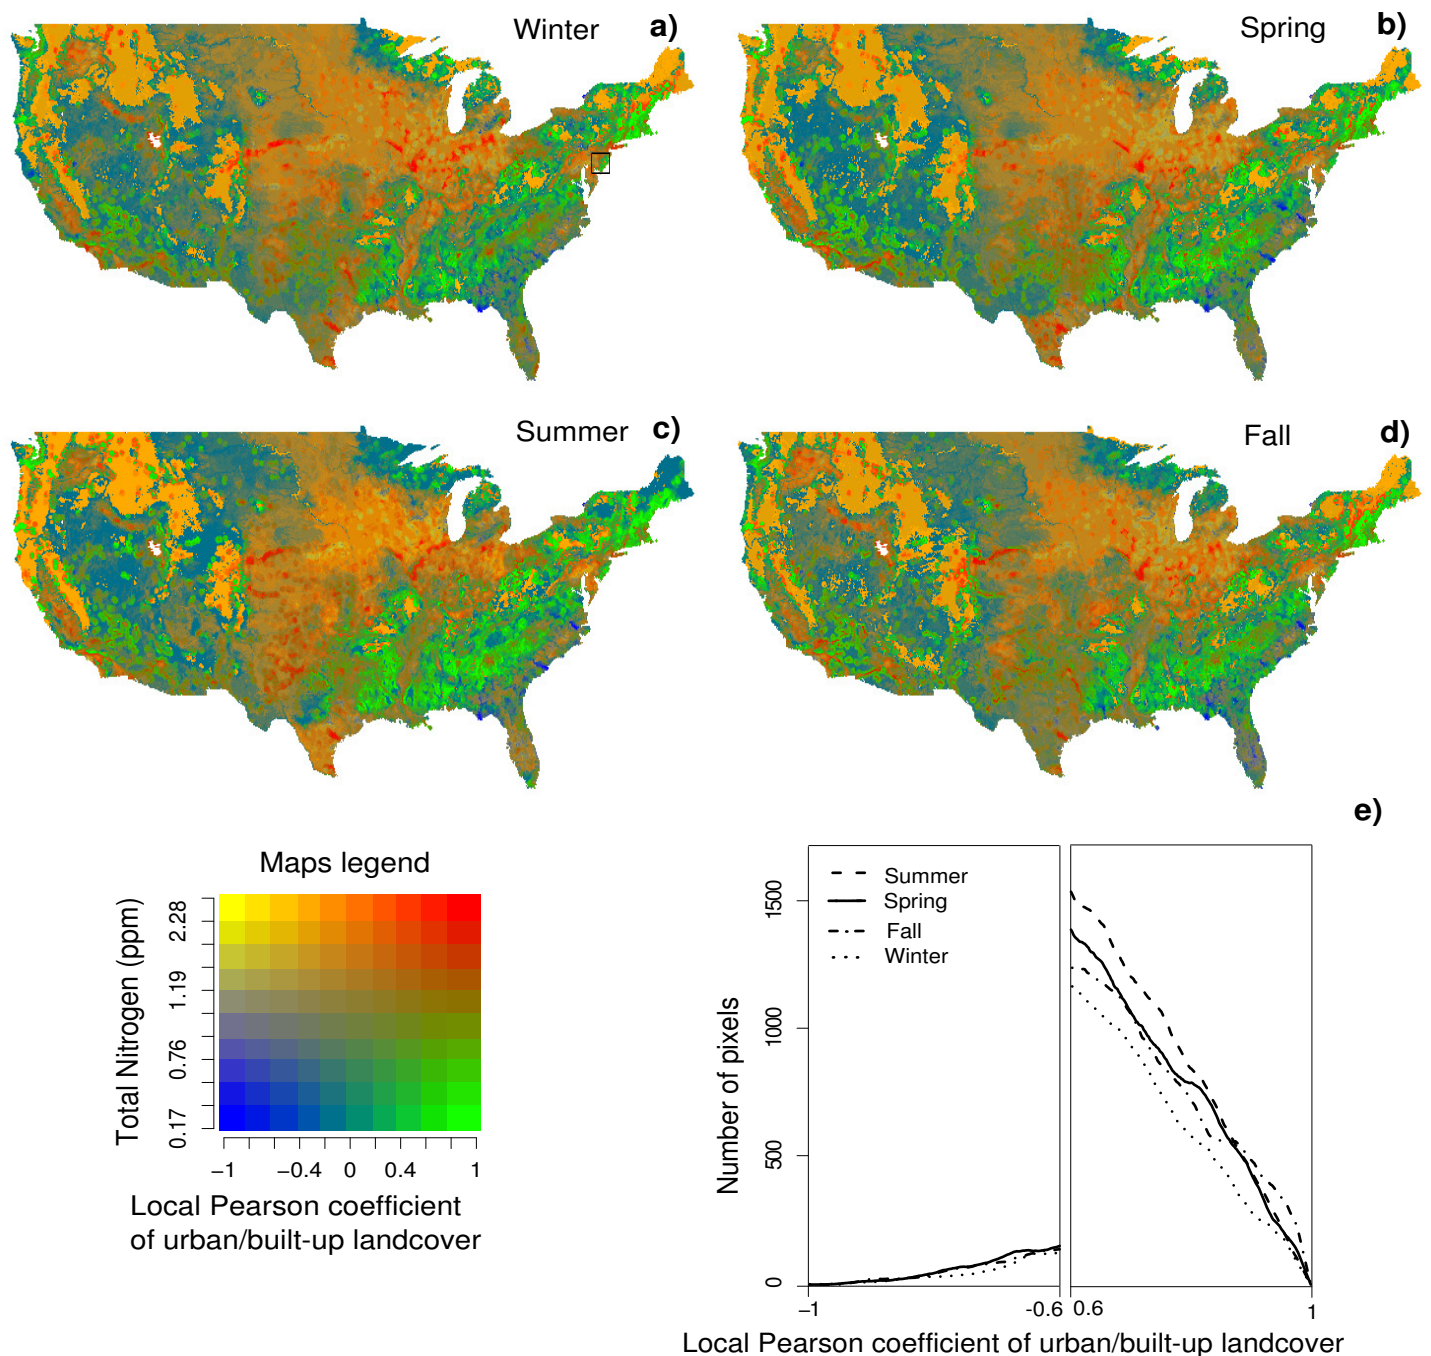 Winter a)
Spring b)
Summer c)
Fall d)
Maps legend
Total Nitrogen (ppm)
2.28
1.19
0.76
0.17
−1 −0.4 0 0.4 1
Local Pearson coefficient
of urban/built-up landcover
e)
Summer
Spring
Fall
Winter
Number of pixels
1500
1000
500
0
−1 -0.6 0.6 1
Local Pearson coefficient of urban/built-up landcover